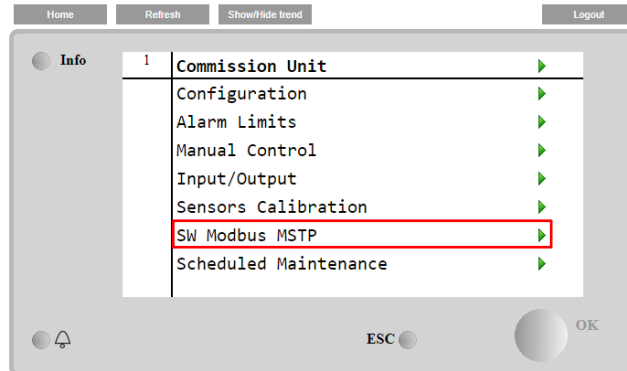 Home Refresh Show/Hide trend Logout
Info
1 Commission Unit
Configuration
Alarm Limits
Manual Control
Input/Output
Sensors Calibration
SW Modbus MSTP
Scheduled Maintenance
ESC OK